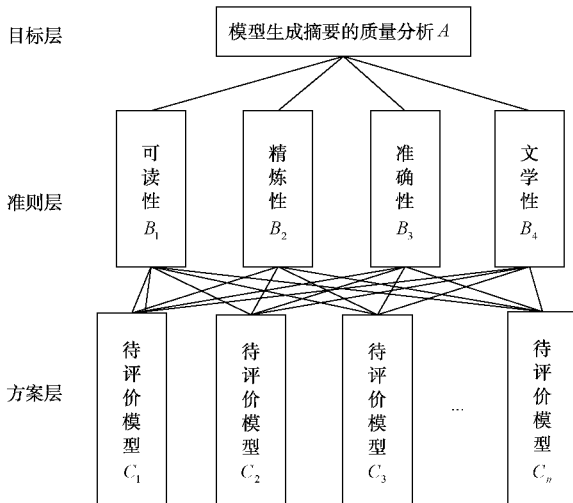 目标层
模型生成摘要的质量分析 A
准则层
可读性 B₁
精炼性 B₂
准确性 B₃
文学性 B₄
方案层
待评价模型 C₁
待评价模型 C₂
待评价模型 C₃
...
待评价模型 Cₙ